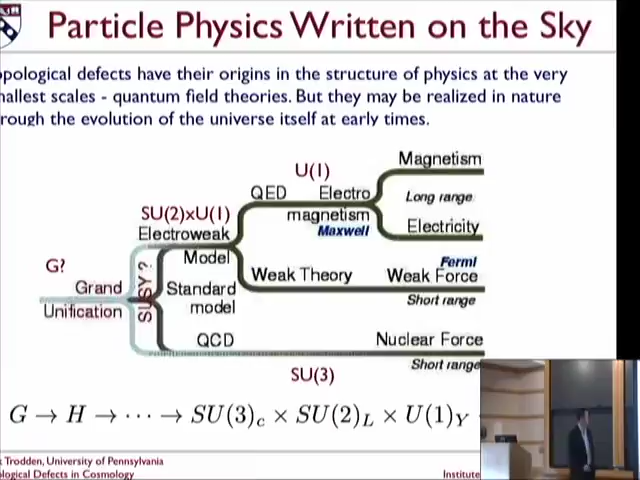 Particle Physics Written on the Sky
opological defects have their origins in the structure of physics at the very
nallest scales - quantum field theories. But they may be realized in nature
rough the evolution of the universe itself at early times.
Magnetism
U(1)
QED Electro
Long range
SU(2)xU(1)
magnetism
Electroweak
Maxwell
Electricity
G?
Model
Fermi
Weak Theory
Weak Force
Grand
SUSY ?
Standard
Short range
Unification
model
QCD
Nuclear Force
Short range
SU(3)
G → H → ⋯ → SU(3)c × SU(2)L × U(1)Y
k Trodden, University of Pennsylvania
ological Defects in Cosmology
Institute